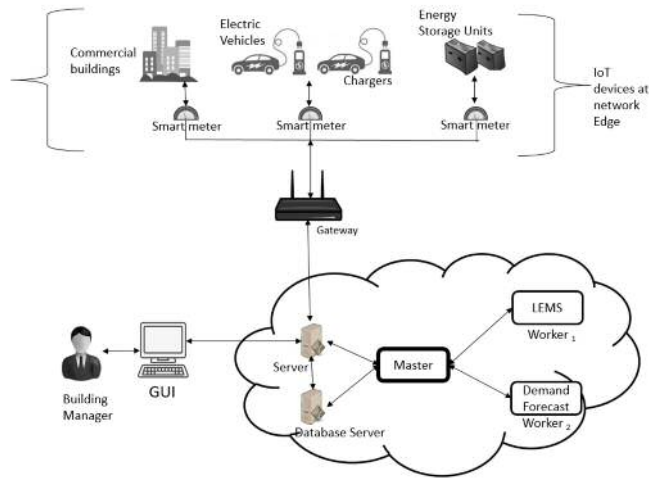 Electric
Vehicles
Energy
Storage Units
Commercial
buildings
Chargers
IoT
devices at
network
Edge
Smart meter
Smart meter
Smart meter
Gateway
LEMS
Worker 1
Server
Master
Building
Manager
GUI
Demand
Forecast
Worker 2
Database Server